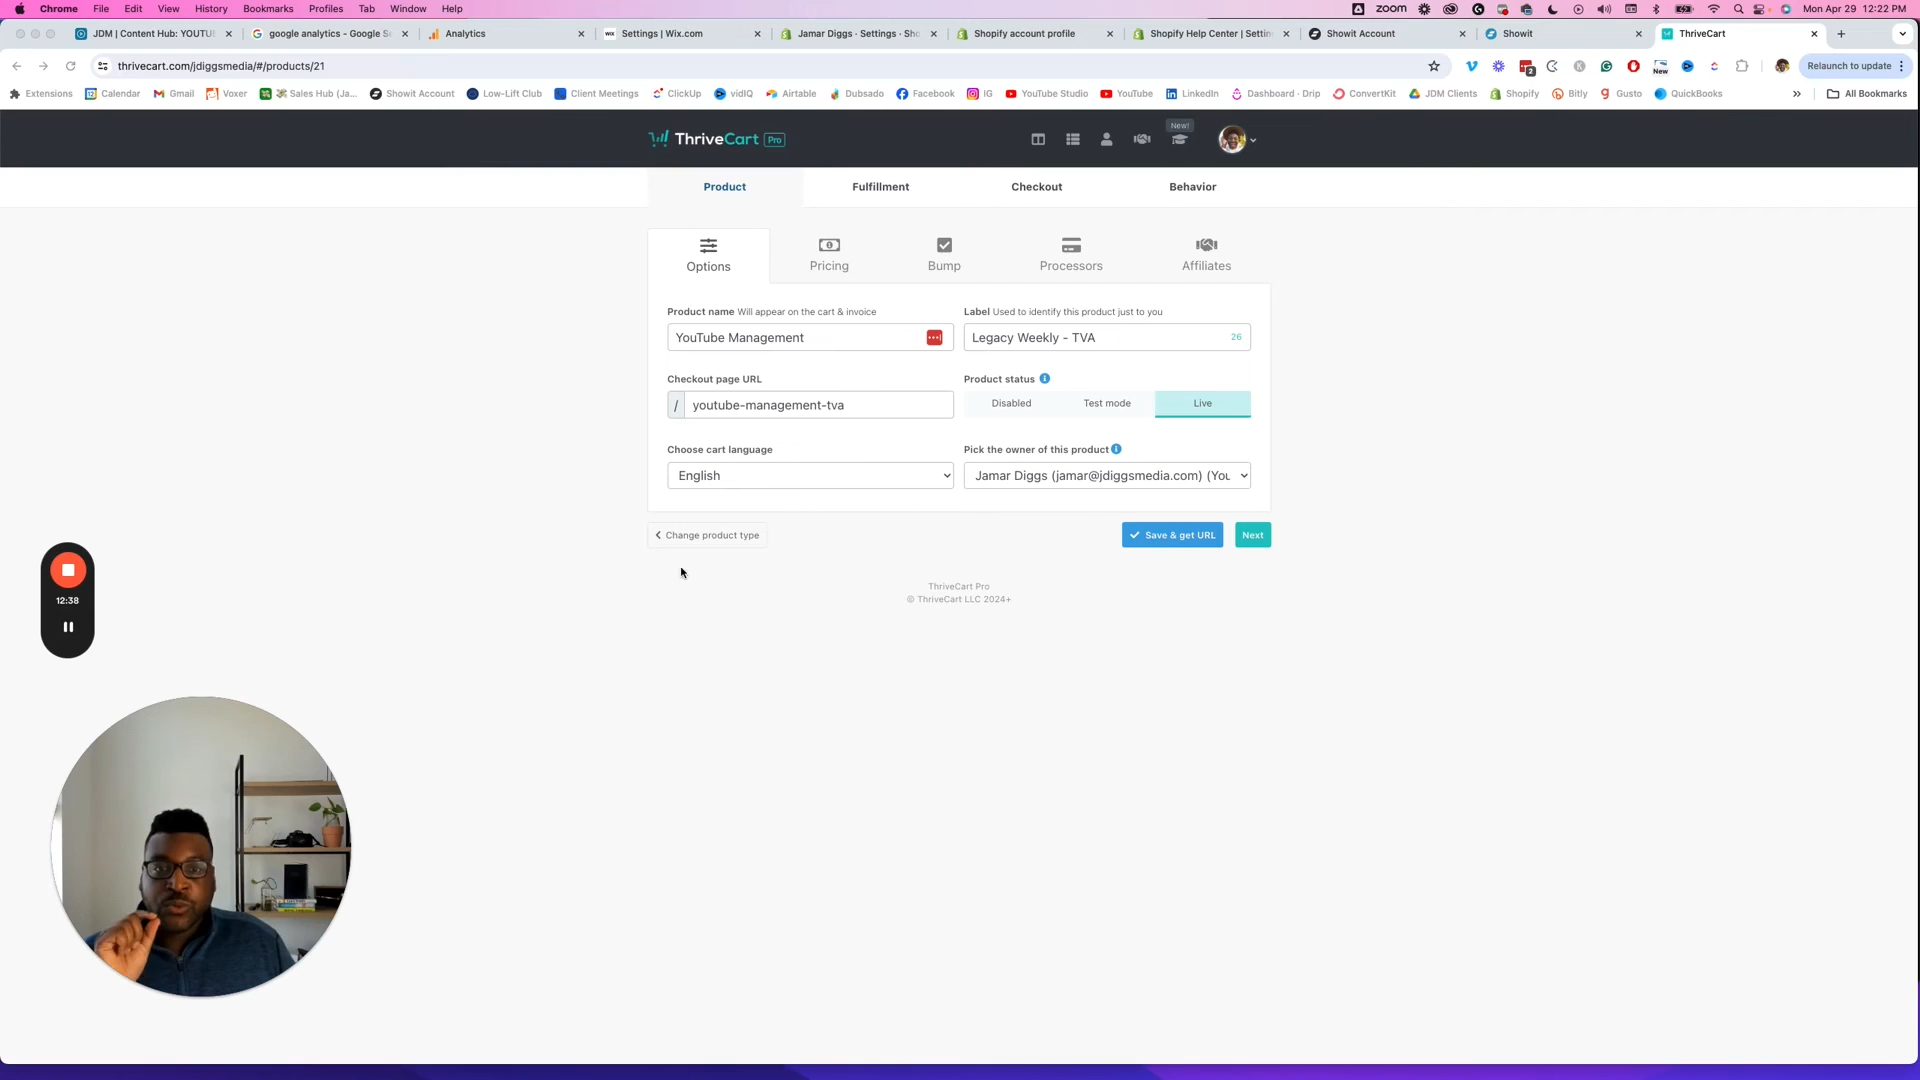 Chrome File Edit View History Bookmarks Profiles Tab Window Help zoom Mon Apr 29 12:22 PM
JDM | Content Hub: YOUTU google analytics - Google S Analytics Settings | Wix.com Jamar Diggs · Settings · Sho Shopify account profile Shopify Help Center | Settin Showit Account Showit ThriveCart
thrivecart.com/jdiggsmedia/#/products/21 2 New Relaunch to update
Extensions Calendar Gmail Voxer Sales Hub (Ja... Showit Account Low-Lift Club Client Meetings ClickUp vidIQ Airtable Dubsado Facebook IG YouTube Studio YouTube LinkedIn Dashboard · Drip ConvertKit JDM Clients Shopify Bitly Gusto QuickBooks » All Bookmarks
New!
ThriveCart Pro
Product Fulfillment Checkout Behavior
Options Pricing Bump Processors Affiliates
Product name Will appear on the cart & invoice Label Used to identify this product just to you
YouTube Management Legacy Weekly - TVA 26
Checkout page URL Product status
/ youtube-management-tva Disabled Test mode Live
Choose cart language Pick the owner of this product
English Jamar Diggs (jamar@jdiggsmedia.com) (You
Change product type Save & get URL Next
ThriveCart Pro
© ThriveCart LLC 2024+
12:38